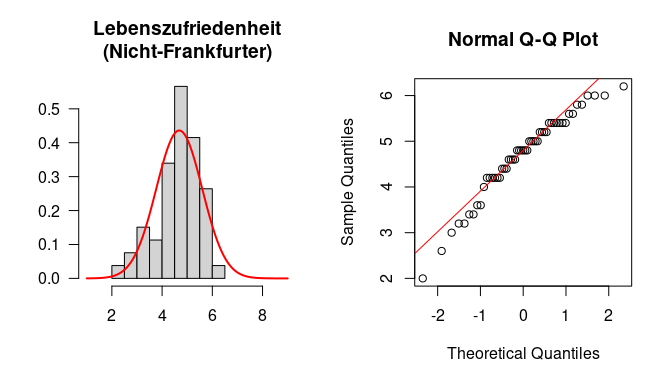 Lebenszufriedenheit
(Nicht-Frankfurter)
0.5
0.4
0.3
0.2
0.1
0.0
2 4 6 8
Normal Q-Q Plot
Sample Quantiles
6
5
4
3
2
-2 -1 0 1 2
Theoretical Quantiles